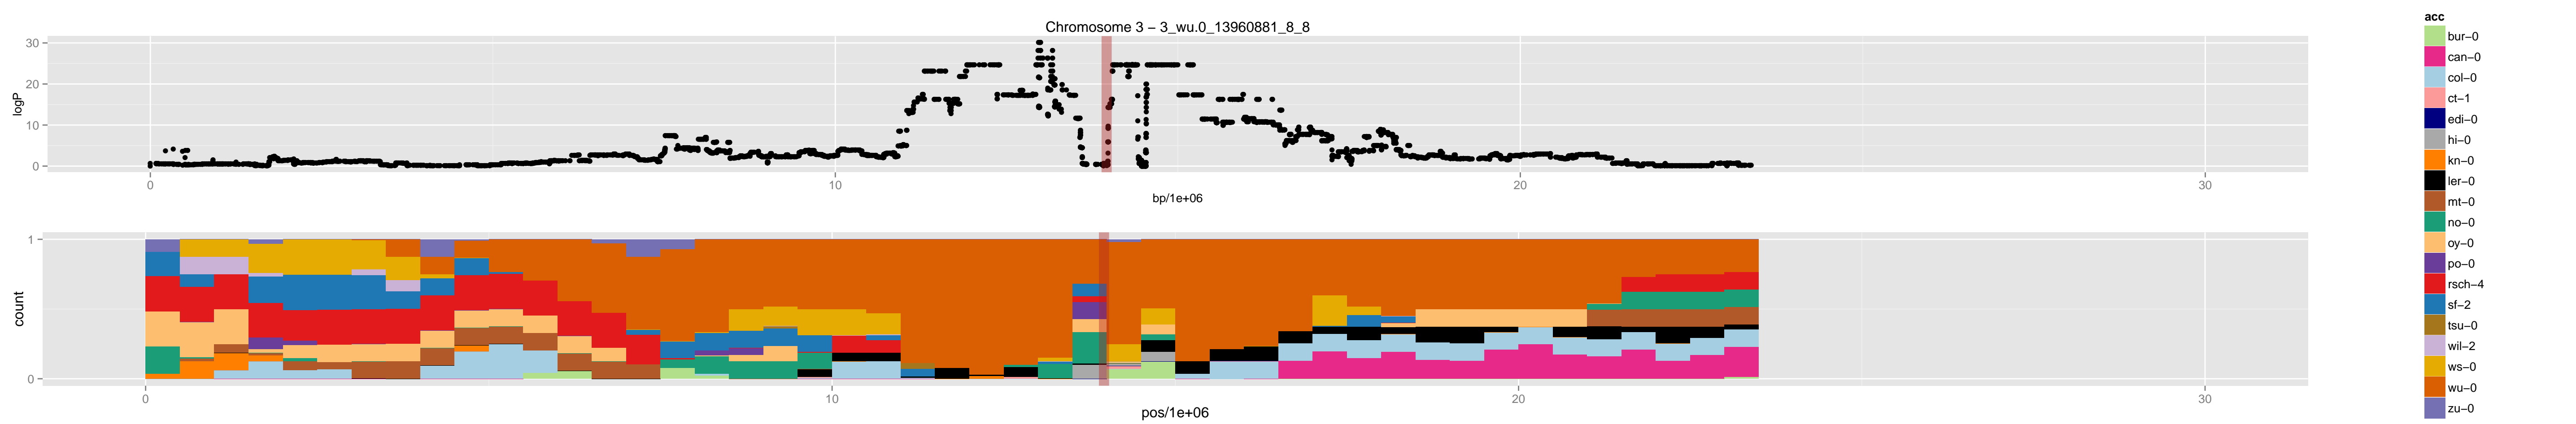 Chromosome 3 – 3_wu.0_13960881_8_8
30
20
10
0
logP
0
10
20
30
bp/1e+06
1
0
count
0
10
20
30
pos/1e+06
acc
bur−0
can−0
col−0
ct−1
edi−0
hi−0
kn−0
ler−0
mt−0
no−0
oy−0
po−0
rsch−4
sf−2
tsu−0
wil−2
ws−0
wu−0
zu−0